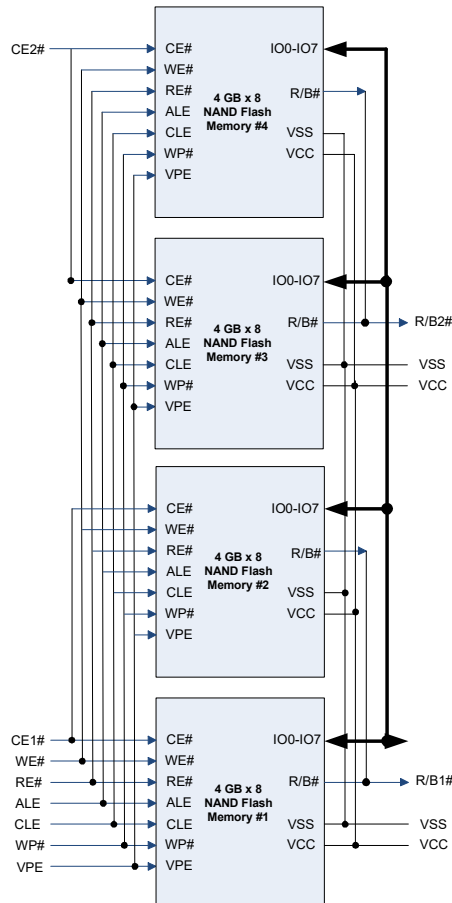 CE2#
CE# IO0-IO7
WE#
RE# R/B#
ALE
4 GB x 8
NAND Flash
Memory #4
CLE VSS
WP# VCC
VPE
CE# IO0-IO7
WE#
RE# R/B# R/B2#
ALE
4 GB x 8
NAND Flash
Memory #3
CLE VSS VSS
WP# VCC VCC
VPE
CE# IO0-IO7
WE#
RE# R/B#
ALE
4 GB x 8
NAND Flash
Memory #2
CLE VSS
WP# VCC
VPE
CE1# CE# IO0-IO7
WE# WE#
RE# RE# R/B# R/B1#
ALE ALE
4 GB x 8
NAND Flash
Memory #1
CLE CLE VSS VSS
WP# WP# VCC VCC
VPE VPE